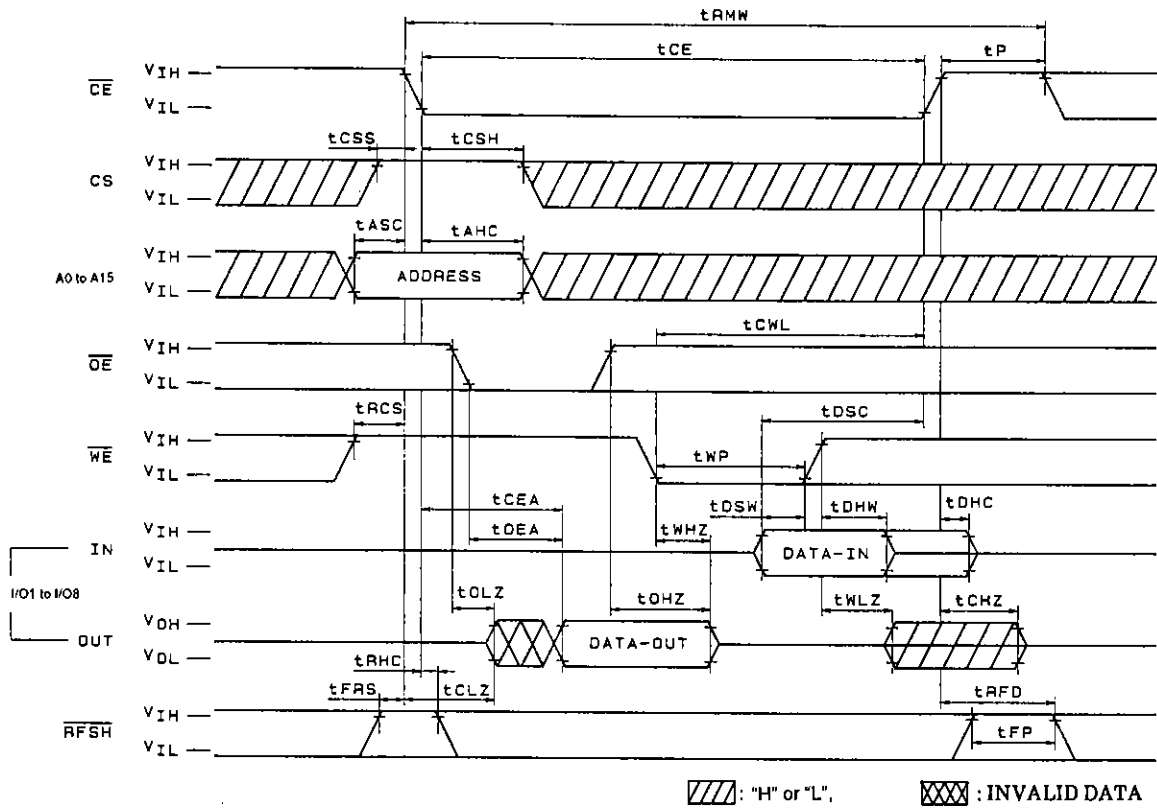 tRMW
tCE
tP
CE
VIH
VIL
tCSS
tCSH
CS
VIH
VIL
tASC
tAHC
A0 to A15
VIH
VIL
ADDRESS
tCWL
OE
VIH
VIL
tRCS
tDSC
WE
VIH
VIL
tWP
tCEA
tDSW
tDHW
tDHC
tOEA
tWHZ
IN
VIH
VIL
DATA-IN
I/O1 to I/O8
tOLZ
tOHZ
tWLZ
tCHZ
OUT
VOH
VOL
DATA-OUT
tRHC
tFRS
tCLZ
tRFD
RFSH
VIH
VIL
tFP
: "H" or "L",
: INVALID DATA